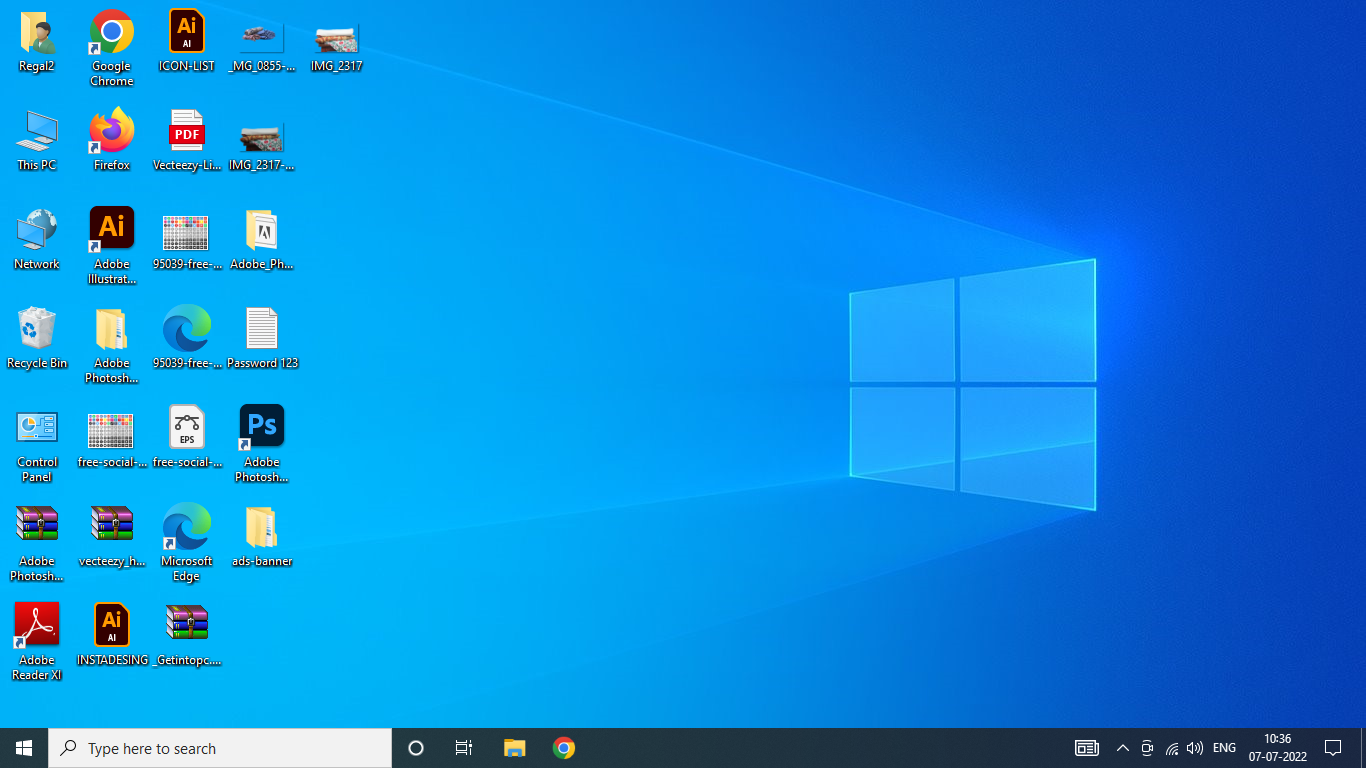 Regal2
Google Chrome
Ai
AI
ICON-LIST
_MG_0855-...
IMG_2317
This PC
Firefox
PDF
Vecteezy-Li...
IMG_2317-...
Network
Ai
Adobe Illustrat...
95039-free-...
Adobe_Ph...
Recycle Bin
Adobe Photosh...
95039-free-...
Password 123
Control Panel
free-social-...
EPS
free-social-...
Ps
Adobe Photosh...
Adobe Photosh...
vecteezy_h...
Microsoft Edge
ads-banner
Adobe Reader XI
Ai
AI
INSTADESING
_Getintopc....
Type here to search
ENG
10:36
07-07-2022